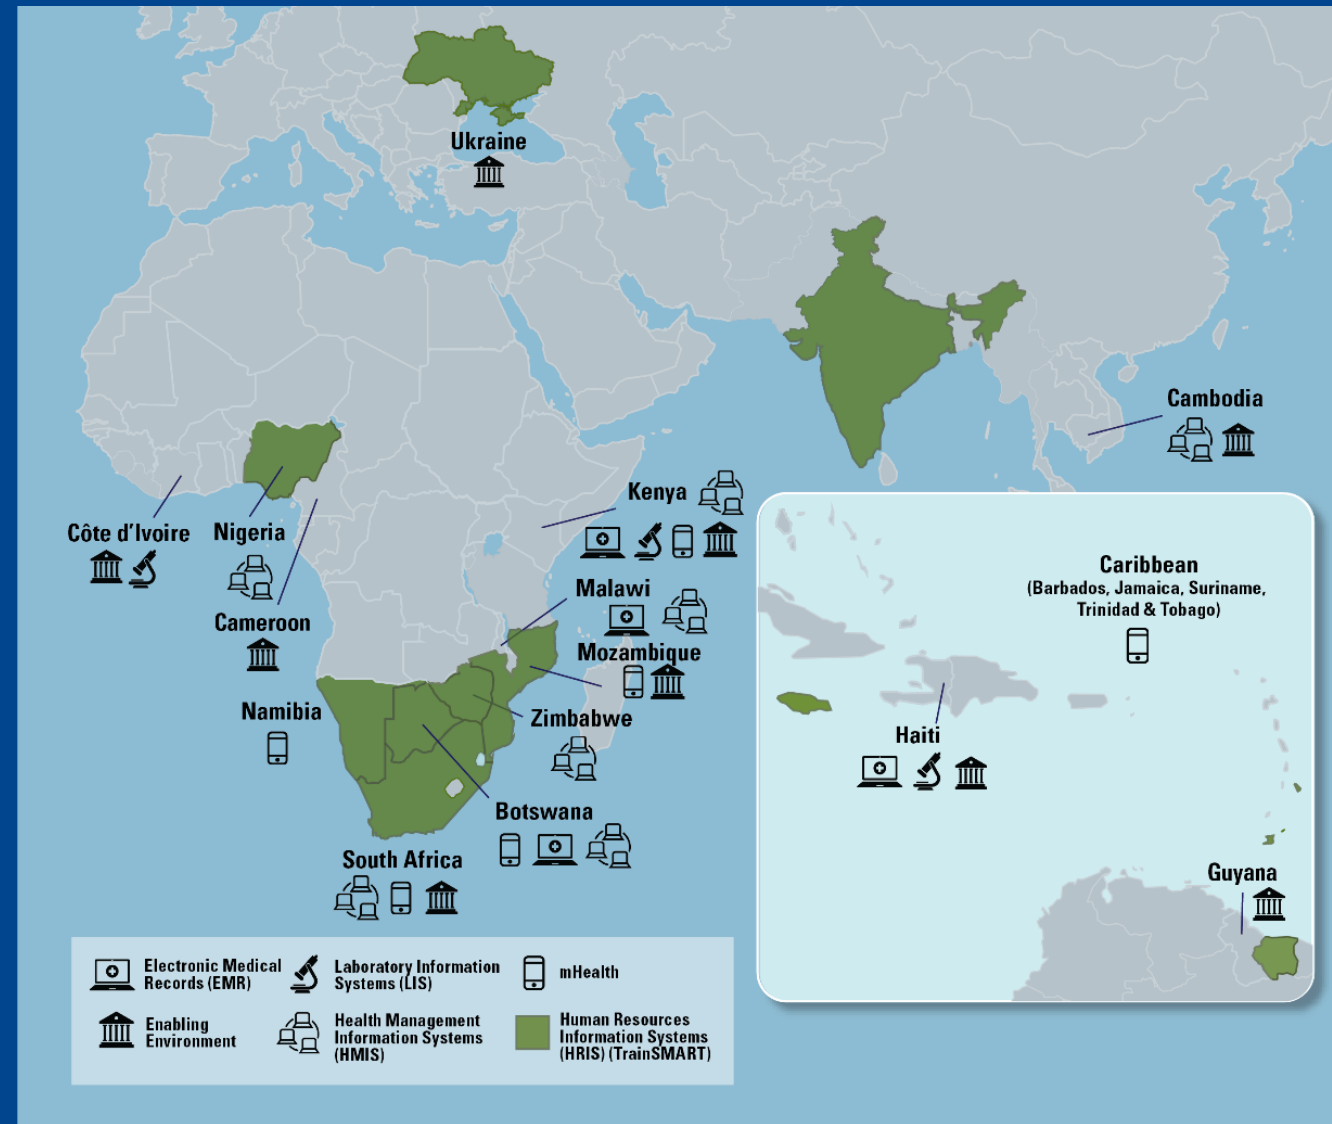 Ukraine
Cambodia
Kenya
Côte d'Ivoire
Nigeria
Malawi
Cameroon
Mozambique
Namibia
Zimbabwe
Botswana
South Africa
Caribbean
(Barbados, Jamaica, Suriname,
Trinidad & Tobago)
Haiti
Guyana
Electronic Medical
Records (EMR)
Laboratory Information
Systems (LIS)
mHealth
Enabling
Environment
Health Management
Information Systems
(HMIS)
Human Resources
Information Systems
(HRIS) (TrainSMART)